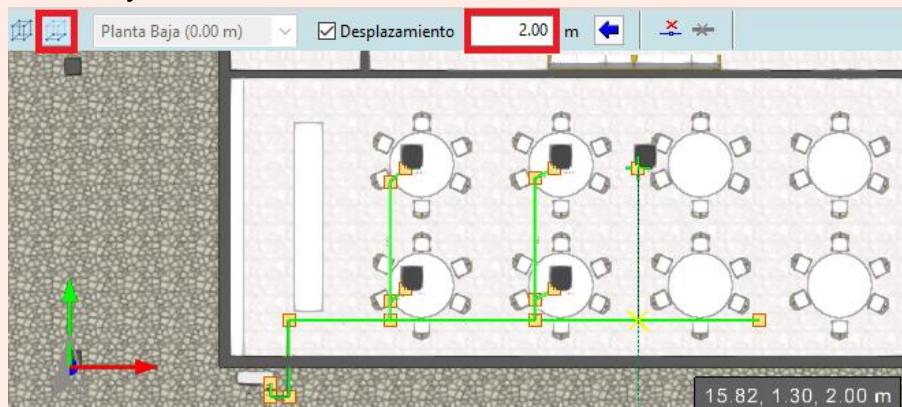 Planta Baja (0.00 m) Desplazamiento 2.00 m
15.82, 1.30, 2.00 m